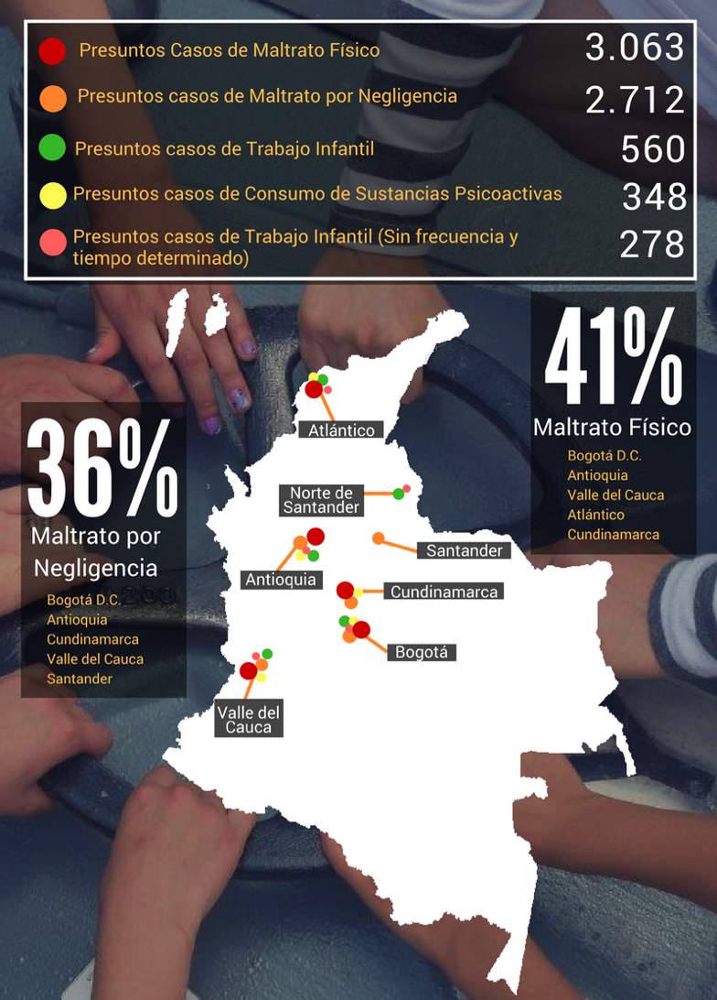 Presuntos Casos de Maltrato Físico 3.063
Presuntos casos de Maltrato por Negligencia 2.712
Presuntos casos de Trabajo Infantil 560
Presuntos casos de Consumo de Sustancias Psicoactivas 348
Presuntos casos de Trabajo Infantil (Sin frecuencia y
tiempo determinado) 278
41%
Maltrato Físico
Bogotá D.C.
Antioquia
Valle del Cauca
Atlántico
Cundinamarca
36%
Maltrato por
Negligencia
Bogotá D.C.
Antioquia
Cundinamarca
Valle del Cauca
Santander
Atlántico
Norte de
Santander
Santander
Antioquia
Cundinamarca
Bogotá
Valle del
Cauca